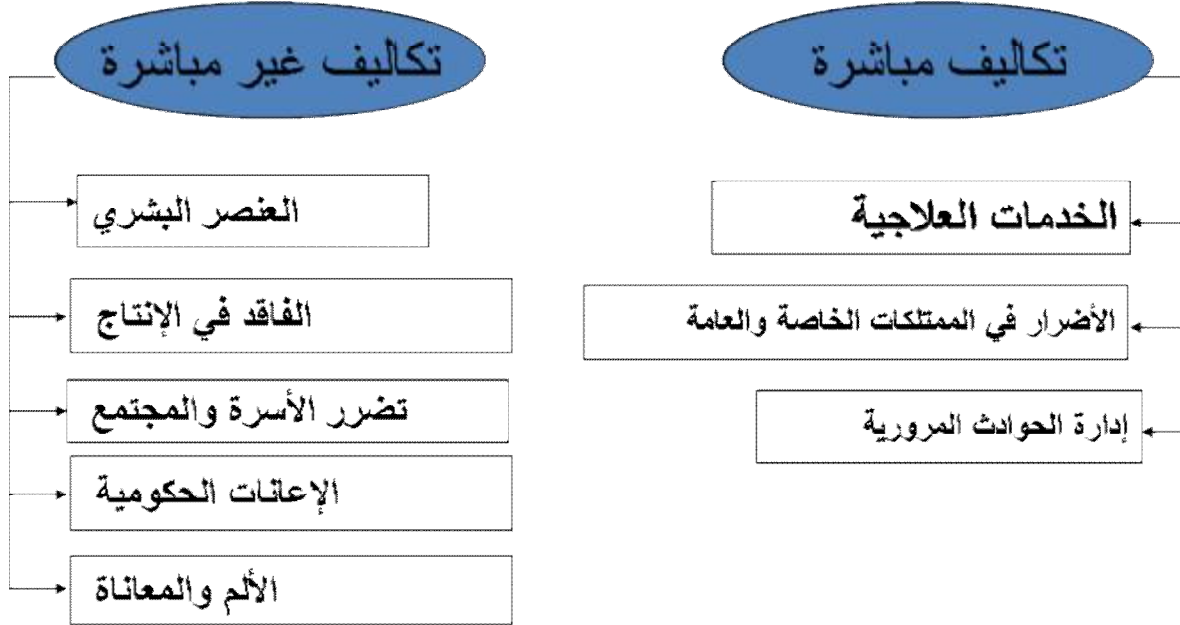 تكاليف مباشرة
الخدمات العلاجية
الأضرار في الممتلكات الخاصة والعامة
إدارة الحوادث المرورية
تكاليف غير مباشرة
العنصر البشري
الفاقد في الإنتاج
تضرر الأسرة والمجتمع
الإعانات الحكومية
الألم والمعاناة